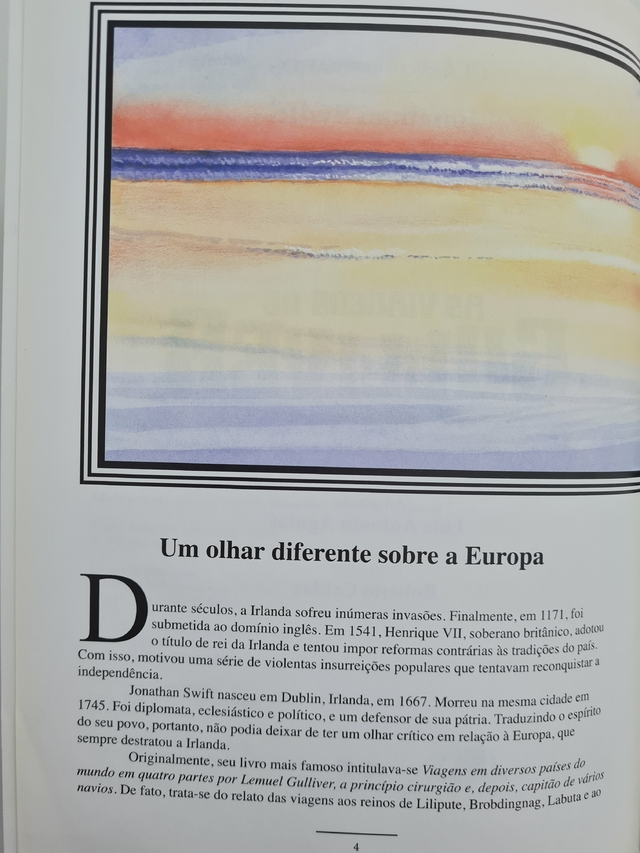 Um olhar diferente sobre a Europa
Durante séculos, a Irlanda sofreu inúmeras invasões. Finalmente, em 1171, foi
submetida ao domínio inglês. Em 1541, Henrique VII, soberano britânico, adotou
o título de rei da Irlanda e tentou impor reformas contrárias às tradições do país.
Com isso, motivou uma série de violentas insurreições populares que tentavam reconquistar a
independência.
Jonathan Swift nasceu em Dublin, Irlanda, em 1667. Morreu na mesma cidade em
1745. Foi diplomata, eclesiástico e político, e um defensor de sua pátria. Traduzindo o espírito
do seu povo, portanto, não podia deixar de ter um olhar crítico em relação à Europa, que
sempre destratou a Irlanda.
Originalmente, seu livro mais famoso intitulava-se Viagens em diversos países do
mundo em quatro partes por Lemuel Gulliver, a princípio cirurgião e, depois, capitão de vários
navios. De fato, trata-se do relato das viagens aos reinos de Lilipute, Brobdingnag, Labuta e ao
4